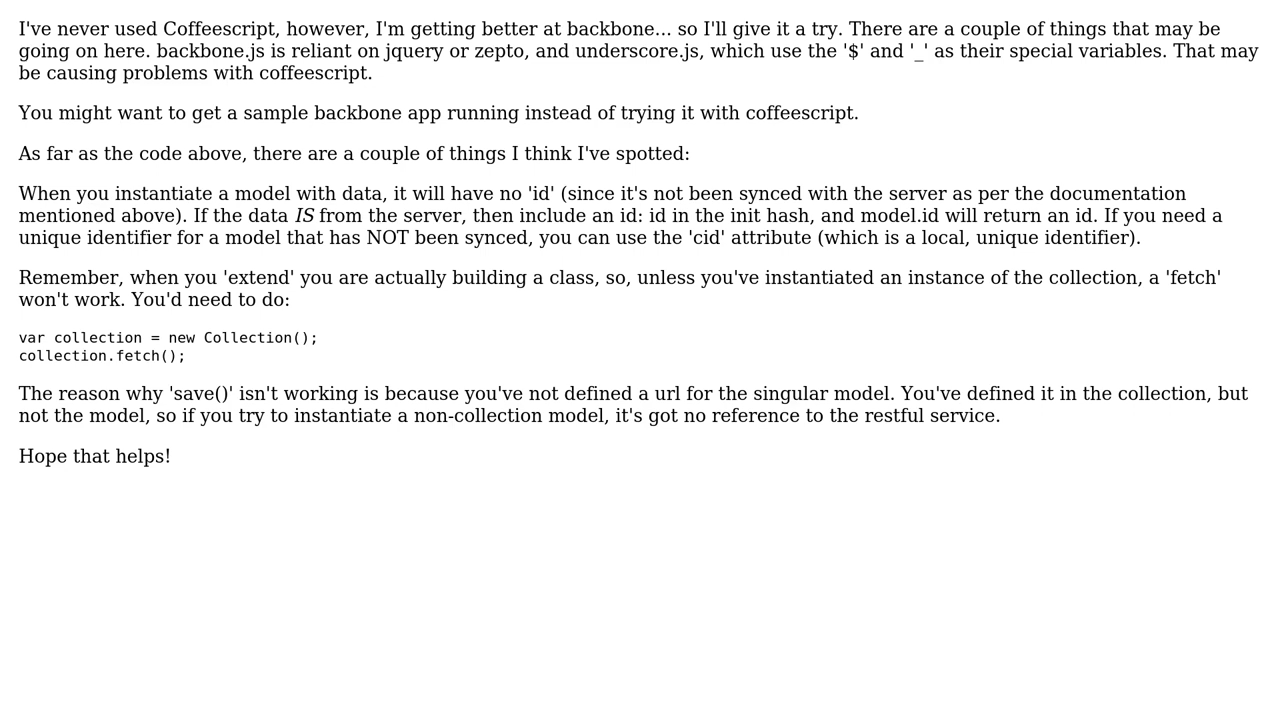 I've never used Coffeescript, however, I'm getting better at backbone... so I'll give it a try. There are a couple of things that may be
going on here. backbone.js is reliant on jquery or zepto, and underscore.js, which use the '$' and '_' as their special variables. That may
be causing problems with coffeescript.
You might want to get a sample backbone app running instead of trying it with coffeescript.
As far as the code above, there are a couple of things I think I've spotted:
When you instantiate a model with data, it will have no 'id' (since it's not been synced with the server as per the documentation
mentioned above). If the data IS from the server, then include an id: id in the init hash, and model.id will return an id. If you need a
unique identifier for a model that has NOT been synced, you can use the 'cid' attribute (which is a local, unique identifier).
Remember, when you 'extend' you are actually building a class, so, unless you've instantiated an instance of the collection, a 'fetch'
won't work. You'd need to do:
var collection = new Collection();
collection.fetch();
The reason why 'save()' isn't working is because you've not defined a url for the singular model. You've defined it in the collection, but
not the model, so if you try to instantiate a non-collection model, it's got no reference to the restful service.
Hope that helps!